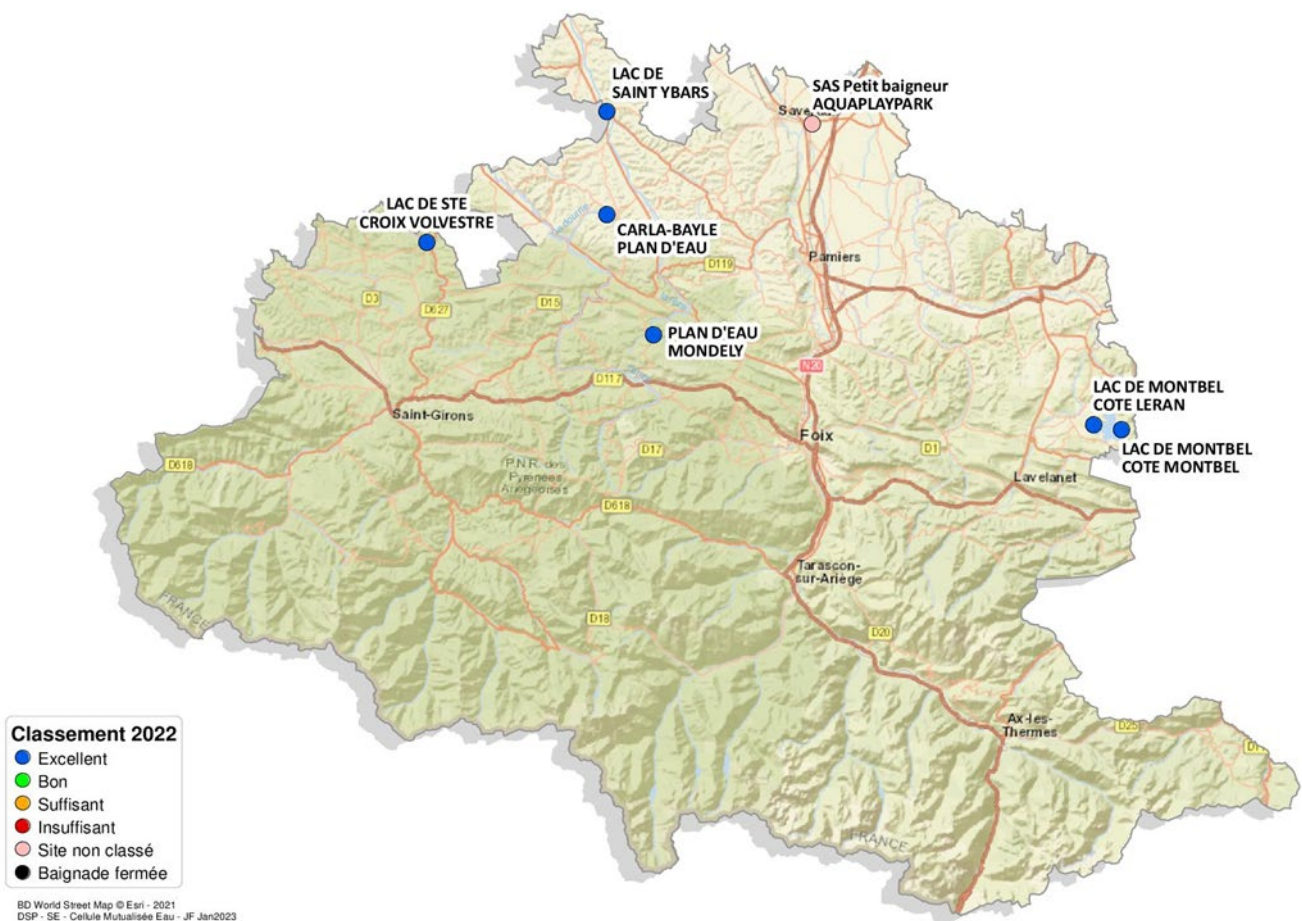 LAC DE
SAINT YBARS
SAS Petit baigneur
AQUAPLAYPARK
LAC DE STE
CROIX VOLVESTRE
CARLA-BAYLE
PLAN D'EAU
Pamiers
D119
D3
D627
D15
PLAN D'EAU
MONDELY
N20
D117
LAC DE MONTBEL
COTE LERAN
Saint-Girons
Foix
D17
D1
LAC DE MONTBEL
COTE MONTBEL
D618
P.N.R. des
Pyrenées
Ariégeoises
Lavelanet
D618
Tarascon-
sur-Ariège
FRANCE
D18
D20
Ax-les-
Thermes
D25
FRANCE
Classement 2022
Excellent
Bon
Suffisant
Insuffisant
Site non classé
Baignade fermée
BD World Street Map © Esri - 2021
DSP - SE - Cellule Mutualisée Eau - JF Jan2023